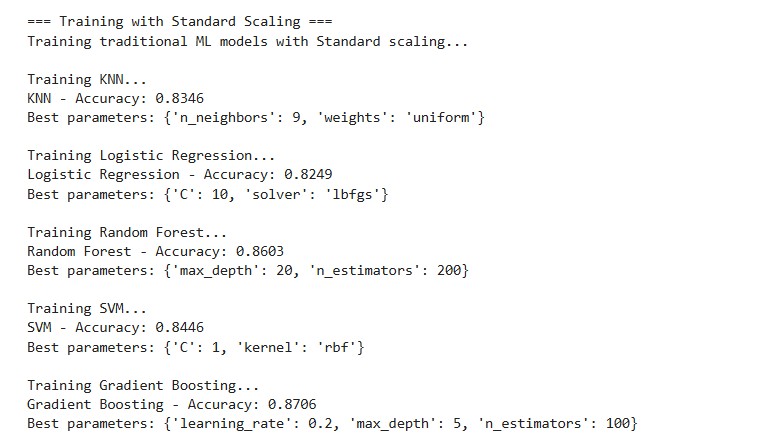 === Training with Standard Scaling ===
Training traditional ML models with Standard scaling...
Training KNN...
KNN - Accuracy: 0.8346
Best parameters: {'n_neighbors': 9, 'weights': 'uniform'}
Training Logistic Regression...
Logistic Regression - Accuracy: 0.8249
Best parameters: {'C': 10, 'solver': 'lbfgs'}
Training Random Forest...
Random Forest - Accuracy: 0.8603
Best parameters: {'max_depth': 20, 'n_estimators': 200}
Training SVM...
SVM - Accuracy: 0.8446
Best parameters: {'C': 1, 'kernel': 'rbf'}
Training Gradient Boosting...
Gradient Boosting - Accuracy: 0.8706
Best parameters: {'learning_rate': 0.2, 'max_depth': 5, 'n_estimators': 100}